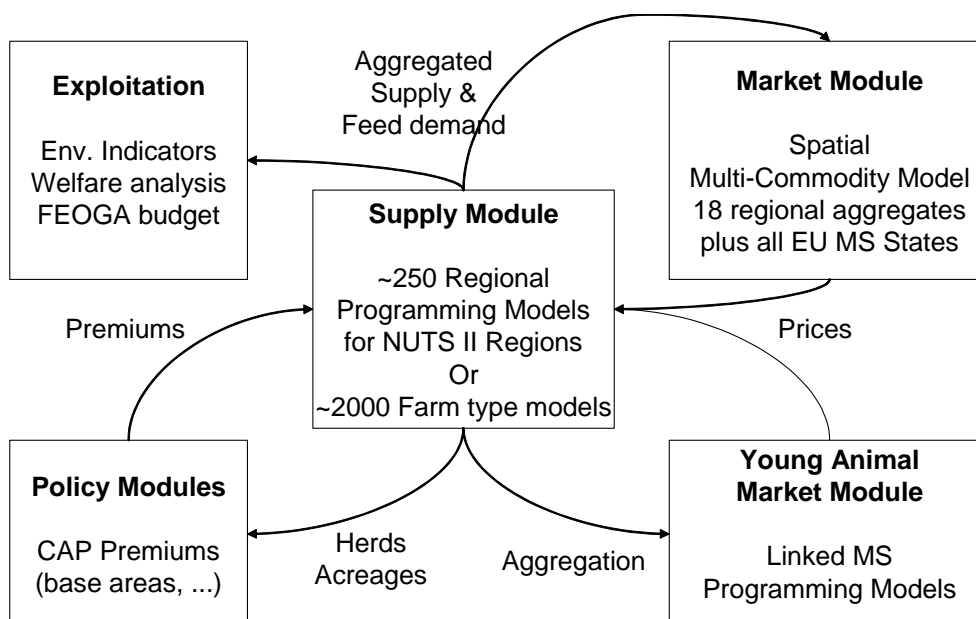 Exploitation
Env. Indicators
Welfare analysis
FEOGA budget
Aggregated
Supply &
Feed demand
Market Module
Spatial
Multi-Commodity Model
18 regional aggregates
plus all EU MS States
Supply Module
~250 Regional
Programming Models
for NUTS II Regions
Or
~2000 Farm type models
Premiums
Prices
Policy Modules
CAP Premiums
(base areas, ...)
Herds
Acreages
Aggregation
Young Animal
Market Module
Linked MS
Programming Models